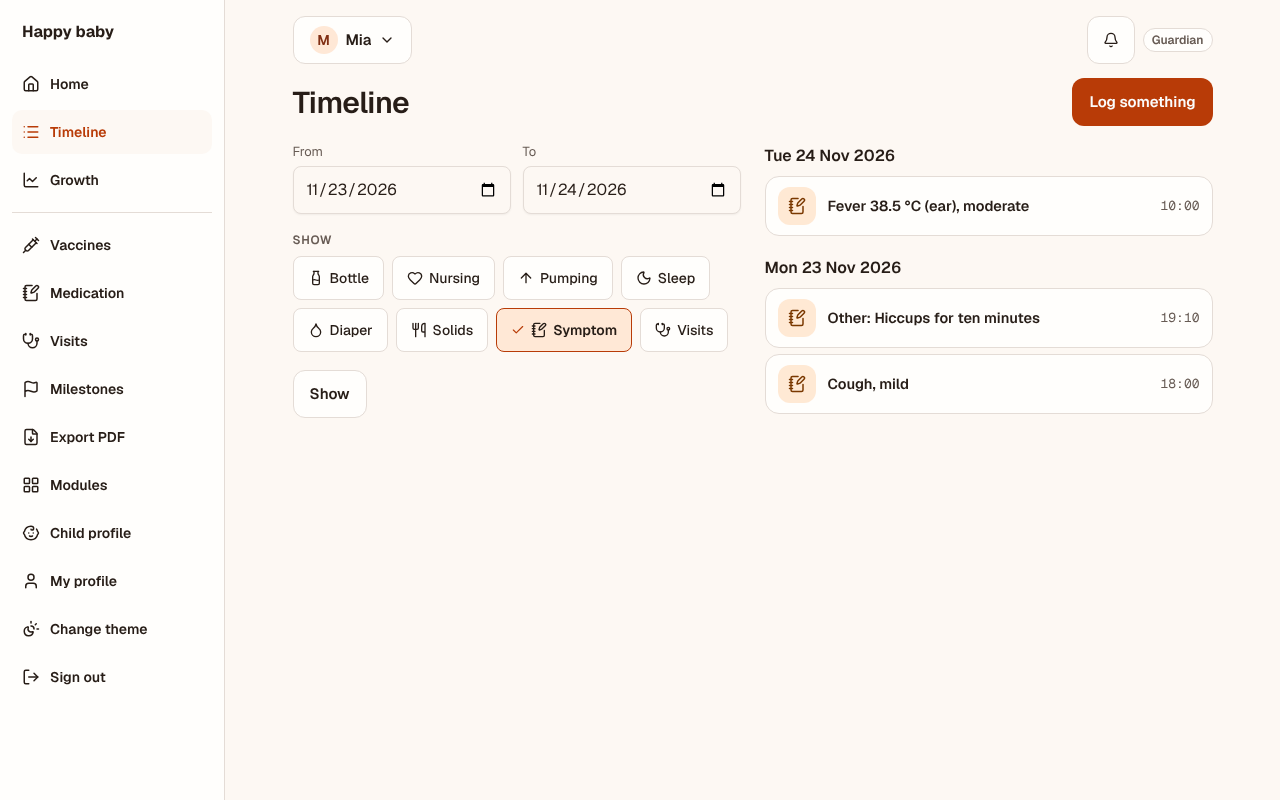 Happy baby
Home
Timeline
Growth
Vaccines
Medication
Visits
Milestones
Export PDF
Modules
Child profile
My profile
Change theme
Sign out
M Mia
Guardian
Timeline
Log something
From
To
11/23/2026
11/24/2026
SHOW
Bottle
Nursing
Pumping
Sleep
Diaper
Solids
Symptom
Visits
Show
Tue 24 Nov 2026
Fever 38.5 °C (ear), moderate 10:00
Mon 23 Nov 2026
Other: Hiccups for ten minutes 19:10
Cough, mild 18:00